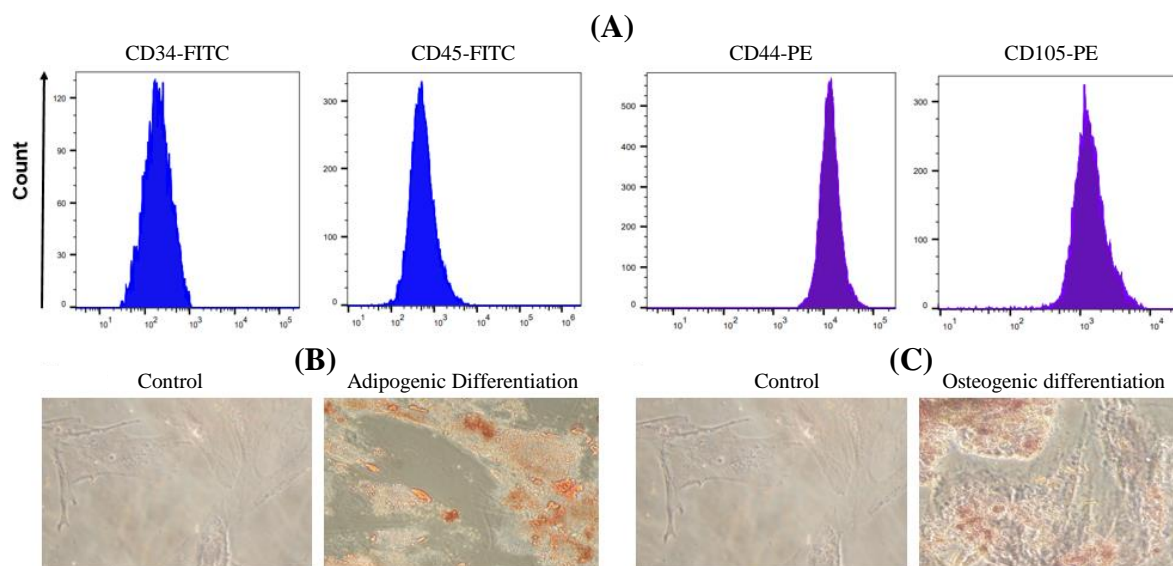 (A)
CD34-FITC
CD45-FITC
CD44-PE
CD105-PE
Count
120
90
60
30
0
10¹ 10² 10³ 10⁴ 10⁵
300
200
100
0
10¹ 10² 10³ 10⁴ 10⁵ 10⁶
500
400
300
200
100
0
10¹ 10² 10³ 10⁴ 10⁵
300
200
100
0
10¹ 10² 10³ 10⁴
(B)
(C)
Control
Adipogenic Differentiation
Control
Osteogenic differentiation